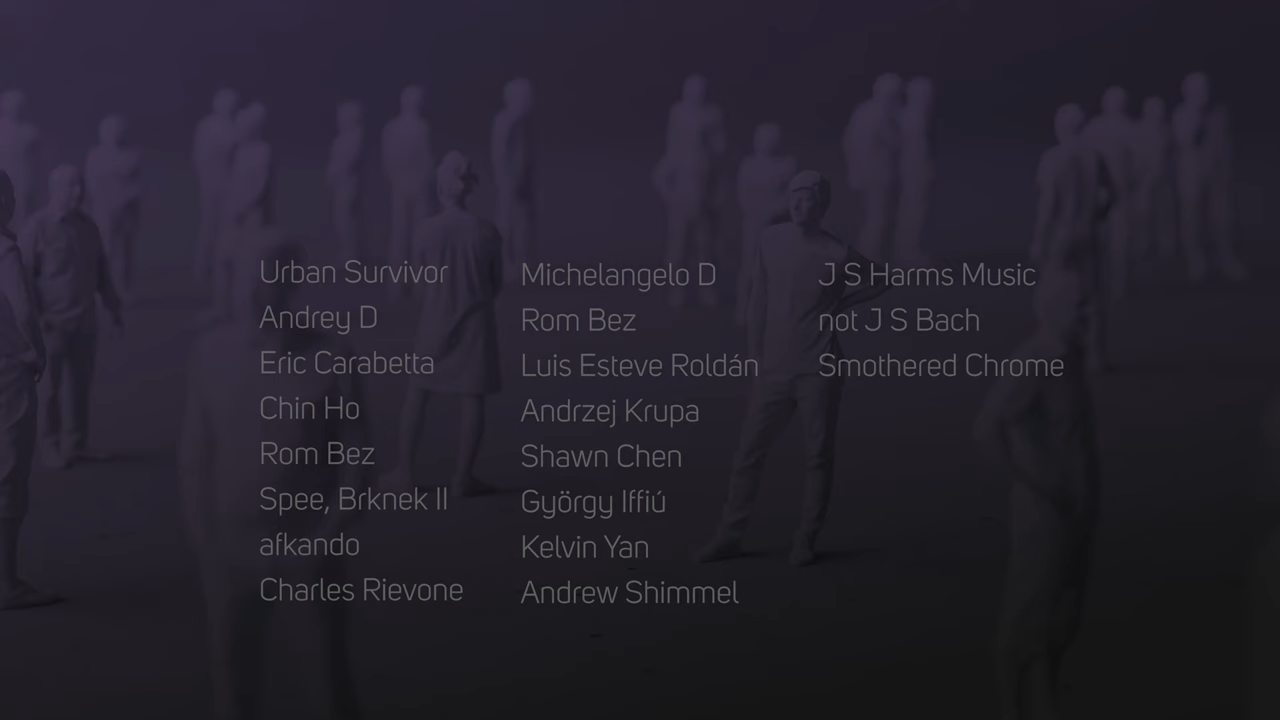 Urban Survivor
Andrey D
Eric Carabetta
Chin Ho
Rom Bez
Spee, Brknek II
afkando
Charles Rievone
Michelangelo D
Rom Bez
Luis Esteve Roldán
Andrzej Krupa
Shawn Chen
György Iffiú
Kelvin Yan
Andrew Shimmel
J S Harms Music
not J S Bach
Smothered Chrome